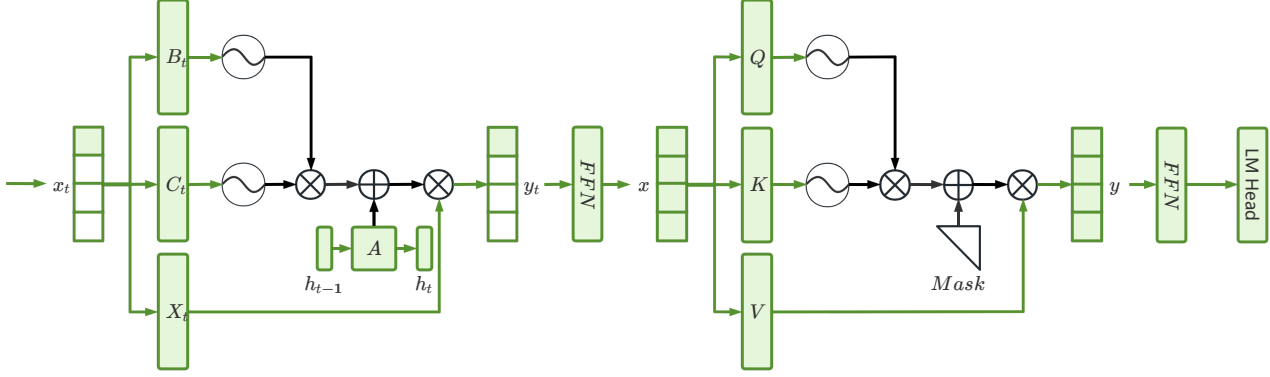 B_t
Q
x_t
C_t
y_t
FFN
x
K
y
FFN
LM Head
A
h_{t-1}
h_t
Mask
X_t
V